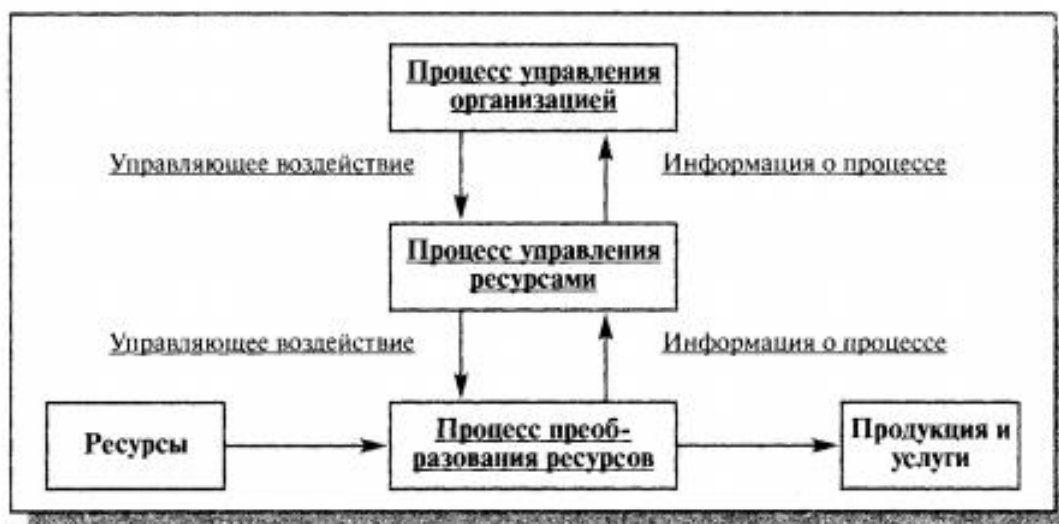 Процесс управления
организацией
Управляющее воздействие
Информация о процессе
Процесс управления
ресурсами
Управляющее воздействие
Информация о процессе
Ресурсы
Процесс преоб-
разования ресурсов
Продукция и
услуги